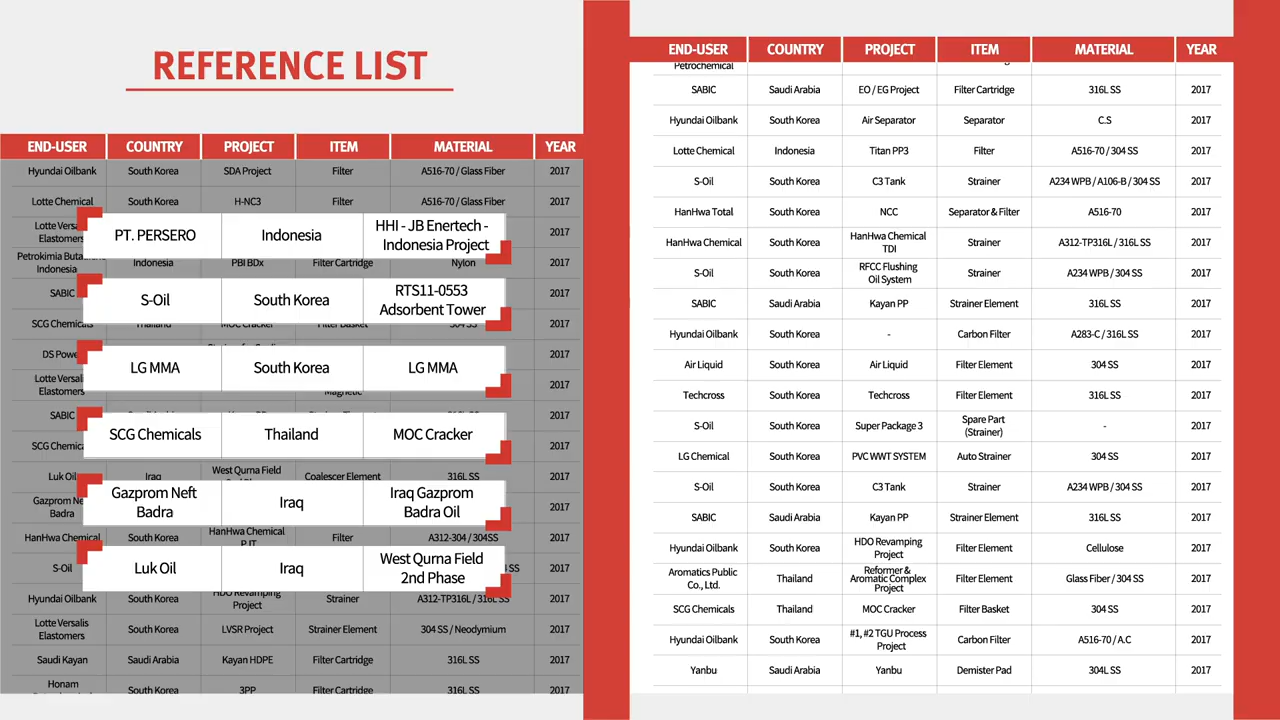 REFERENCE LIST
END-USER COUNTRY PROJECT ITEM MATERIAL YEAR
Hyundai Oilbank South Korea SDA Project Filter A516-70 / Glass Fiber 2017
Lotte Chemical South Korea H-NC3 Filter A516-70 / Glass Fiber 2017
Elastomers 2017
PT. PERSERO Indonesia HHI - JB Enertech - Indonesia Project
Petrokimia
Indonesia Indonesia PBI BDx Filter Cartridge Nylon 2017
SABIC 2017
S-Oil South Korea RTS11-0553 Adsorbent Tower
SCG Chemicals Thailand MOC Cracker Filter Basket 304 SS 2017
DS 2017
LG MMA South Korea LG MMA
Elastomers Magnetic 2017
SABIC 2017
SCG Chemicals Thailand MOC Cracker
SCG 2017
Luk Oil Iraq West Qurna Field Coalescer Element 316L SS 2017
Gazprom Neft Badra Iraq Iraq Gazprom Badra Oil
Badra 2017
HanHwa Chemical South Korea HanHwa Chemical Filter A312-304 / 304SS 2017
Luk Oil Iraq West Qurna Field 2nd Phase
S-Oil SS 2017
Hyundai Oilbank South Korea HDO Revamping Project Strainer A312-TP316L / 316L SS 2017
Lotte Versalis Elastomers South Korea LVSR Project Strainer Element 304 SS / Neodymium 2017
Saudi Kayan Saudi Arabia Kayan HDPE Filter Cartridge 316L SS 2017
Honam South Korea 3PP Filter Cartridge 316L SS 2017
END-USER COUNTRY PROJECT ITEM MATERIAL YEAR
Petrochemical
SABIC Saudi Arabia EO / EG Project Filter Cartridge 316L SS 2017
Hyundai Oilbank South Korea Air Separator Separator C.S 2017
Lotte Chemical Indonesia Titan PP3 Filter A516-70 / 304 SS 2017
S-Oil South Korea C3 Tank Strainer A234 WPB / A106-B / 304 SS 2017
HanHwa Total South Korea NCC Separator & Filter A516-70 2017
HanHwa Chemical South Korea HanHwa Chemical TDI Strainer A312-TP316L / 316L SS 2017
S-Oil South Korea RFCC Flushing Oil System Strainer A234 WPB / 304 SS 2017
SABIC Saudi Arabia Kayan PP Strainer Element 316L SS 2017
Hyundai Oilbank South Korea - Carbon Filter A283-C / 316L SS 2017
Air Liquid South Korea Air Liquid Filter Element 304 SS 2017
Techcross South Korea Techcross Filter Element 316L SS 2017
S-Oil South Korea Super Package 3 Spare Part (Strainer) - 2017
LG Chemical South Korea PVC WWT SYSTEM Auto Strainer 304 SS 2017
S-Oil South Korea C3 Tank Strainer A234 WPB / 304 SS 2017
SABIC Saudi Arabia Kayan PP Strainer Element 316L SS 2017
Hyundai Oilbank South Korea HDO Revamping Project Filter Element Cellulose 2017
Aromatics Public Co., Ltd. Thailand Reformer & Aromatic Complex Project Filter Element Glass Fiber / 304 SS 2017
SCG Chemicals Thailand MOC Cracker Filter Basket 304 SS 2017
Hyundai Oilbank South Korea #1, #2 TGU Process Project Carbon Filter A516-70 / A.C 2017
Yanbu Saudi Arabia Yanbu Demister Pad 304L SS 2017